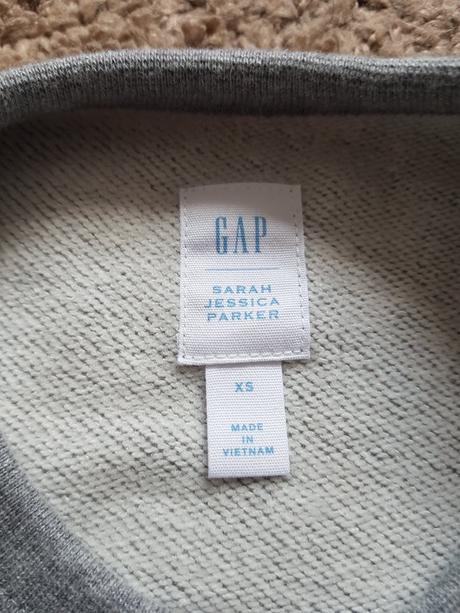 GAP
SARAH
JESSICA
PARKER
XS
MADE
IN
VIETNAM